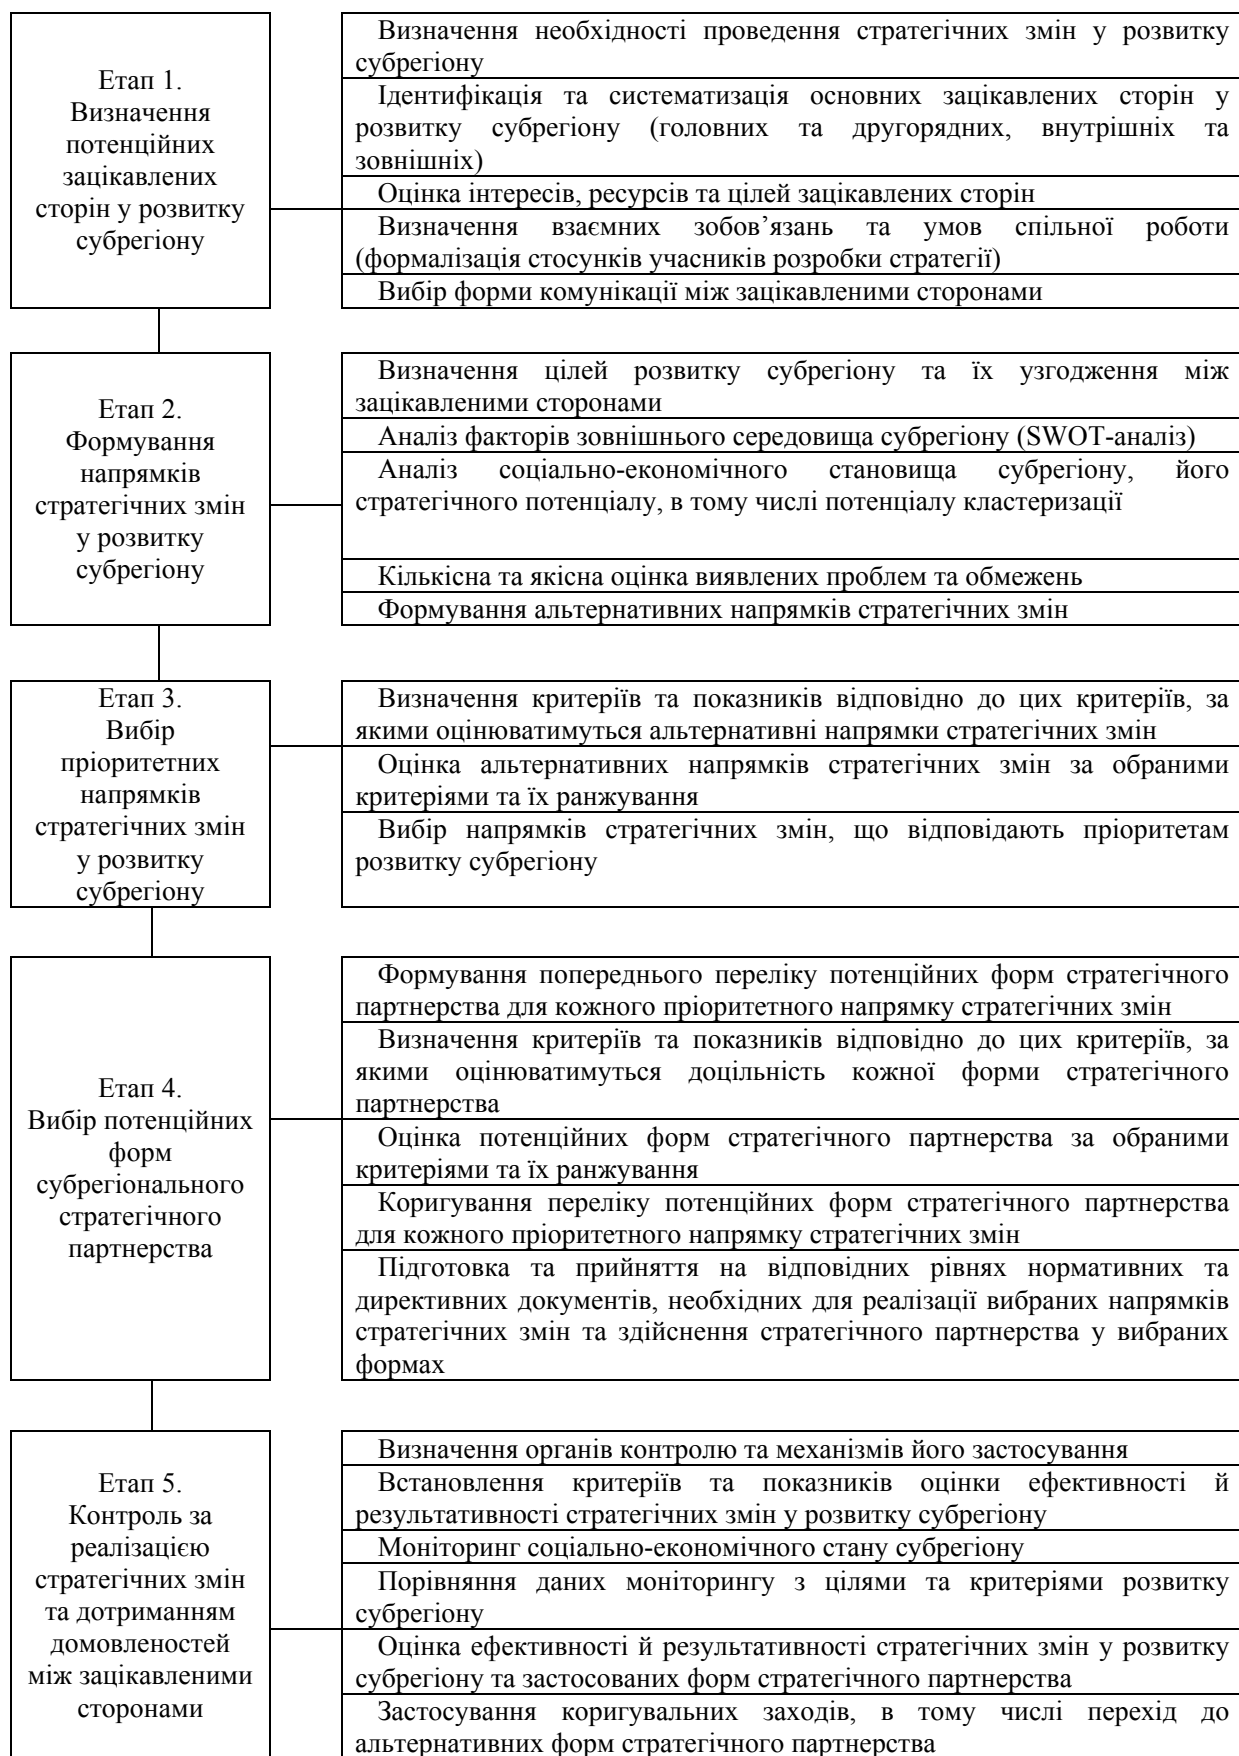 Етап 1.
Визначення
потенційних
зацікавлених
сторін у розвитку
субрегіону
Визначення необхідності проведення стратегічних змін у розвитку
субрегіону
Ідентифікація та систематизація основних зацікавлених сторін у
розвитку субрегіону (головних та другорядних, внутрішніх та
зовнішніх)
Оцінка інтересів, ресурсів та цілей зацікавлених сторін
Визначення взаємних зобов’язань та умов спільної роботи
(формалізація стосунків учасників розробки стратегії)
Вибір форми комунікації між зацікавленими сторонами
Етап 2.
Формування
напрямків
стратегічних змін
у розвитку
субрегіону
Визначення цілей розвитку субрегіону та їх узгодження між
зацікавленими сторонами
Аналіз факторів зовнішнього середовища субрегіону (SWOT-аналіз)
Аналіз соціально-економічного становища субрегіону, його
стратегічного потенціалу, в тому числі потенціалу кластеризації
Кількісна та якісна оцінка виявлених проблем та обмежень
Формування альтернативних напрямків стратегічних змін
Етап 3.
Вибір
пріоритетних
напрямків
стратегічних змін
у розвитку
субрегіону
Визначення критеріїв та показників відповідно до цих критеріїв, за
якими оцінюватимуться альтернативні напрямки стратегічних змін
Оцінка альтернативних напрямків стратегічних змін за обраними
критеріями та їх ранжування
Вибір напрямків стратегічних змін, що відповідають пріоритетам
розвитку субрегіону
Етап 4.
Вибір потенційних
форм
субрегіонального
стратегічного
партнерства
Формування попереднього переліку потенційних форм стратегічного
партнерства для кожного пріоритетного напрямку стратегічних змін
Визначення критеріїв та показників відповідно до цих критеріїв, за
якими оцінюватимуться доцільність кожної форми стратегічного
партнерства
Оцінка потенційних форм стратегічного партнерства за обраними
критеріями та їх ранжування
Коригування переліку потенційних форм стратегічного партнерства
для кожного пріоритетного напрямку стратегічних змін
Підготовка та прийняття на відповідних рівнях нормативних та
директивних документів, необхідних для реалізації вибраних напрямків
стратегічних змін та здійснення стратегічного партнерства у вибраних
формах
Етап 5.
Контроль за
реалізацією
стратегічних змін
та дотриманням
домовленостей
між зацікавленими
сторонами
Визначення органів контролю та механізмів його застосування
Встановлення критеріїв та показників оцінки ефективності й
результативності стратегічних змін у розвитку субрегіону
Моніторинг соціально-економічного стану субрегіону
Порівняння даних моніторингу з цілями та критеріями розвитку
субрегіону
Оцінка ефективності й результативності стратегічних змін у розвитку
субрегіону та застосованих форм стратегічного партнерства
Застосування коригувальних заходів, в тому числі перехід до
альтернативних форм стратегічного партнерства